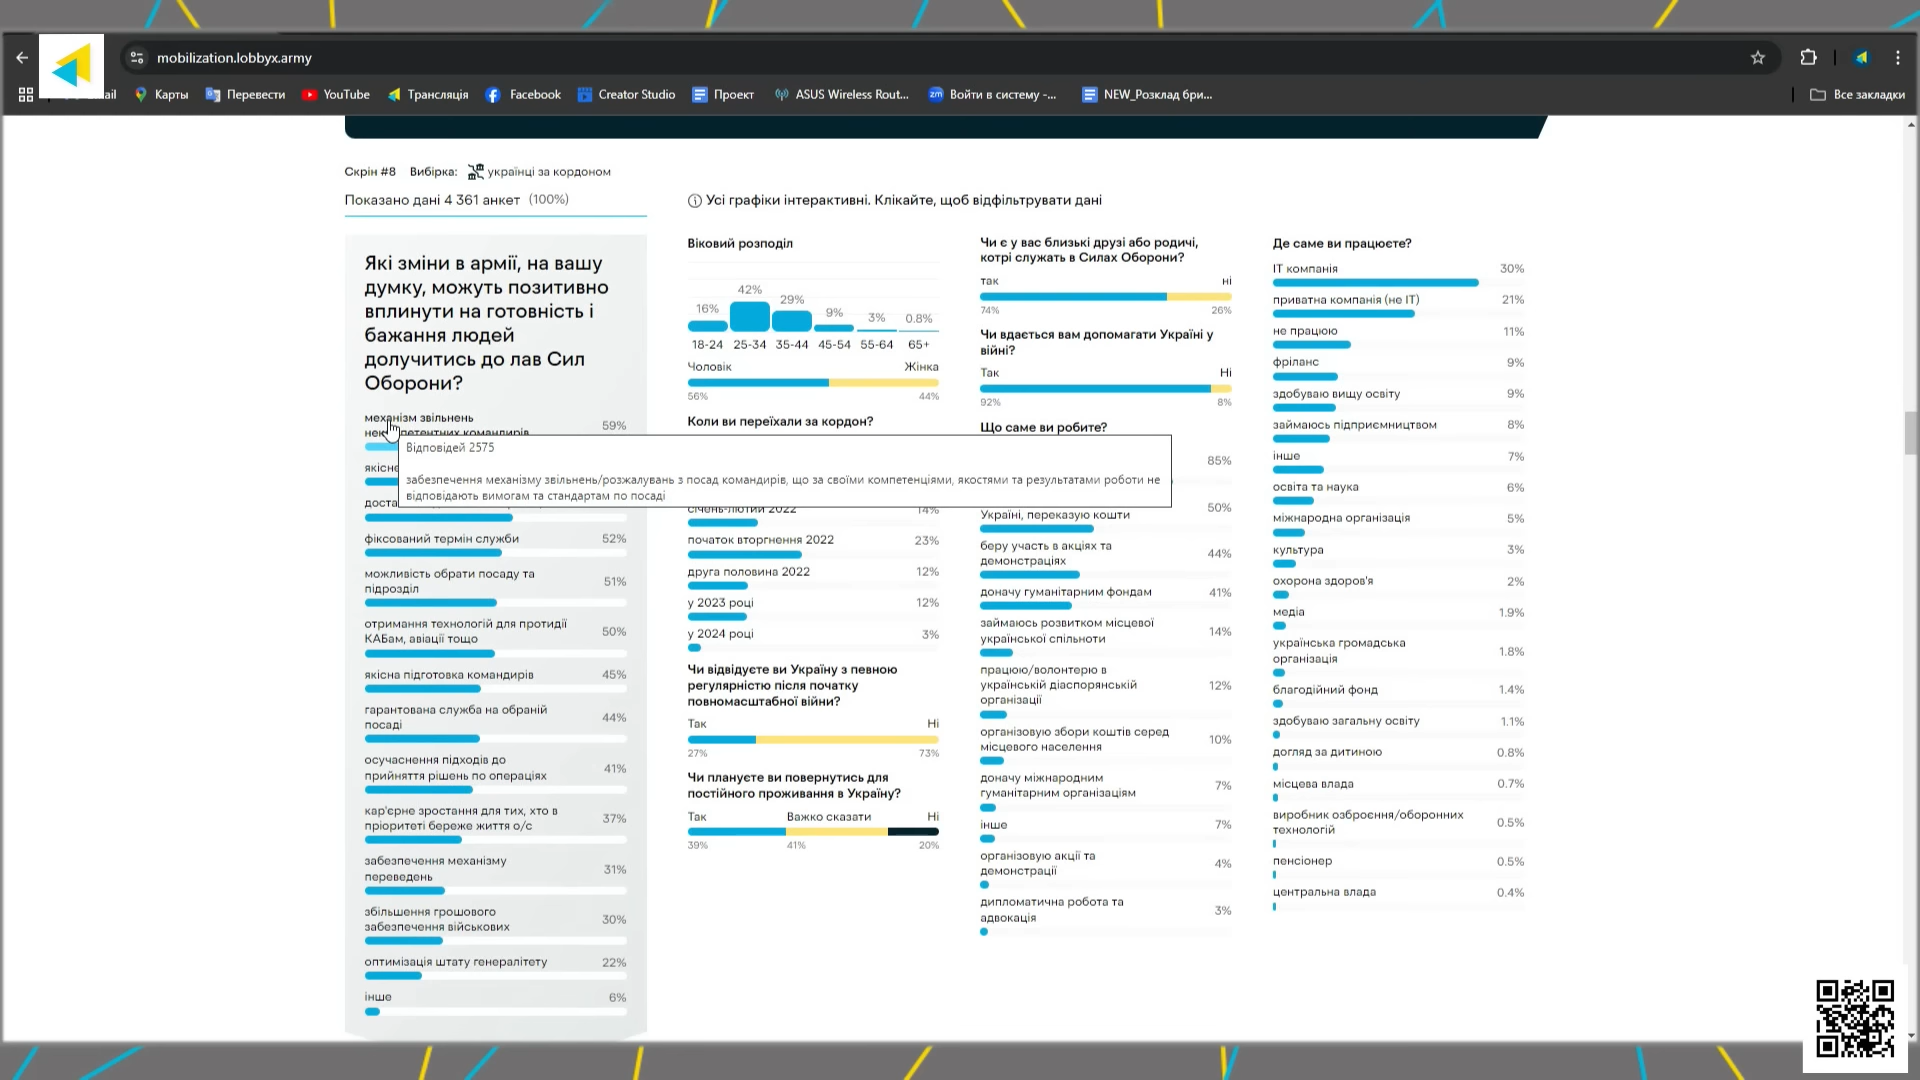 mobilization.lobbyx.army
Карты
Перевести
YouTube
Трансляція
Facebook
Creator Studio
Проект
ASUS Wireless Rout...
zm
Войти в систему -...
NEW_Розклад бри...
Все закладки
Скрін #8 Вибірка: українці за кордоном
Показано дані 4 361 анкет (100%)
Усі графіки інтерактивні. Клікайте, щоб відфільтрувати дані
Які зміни в армії, на вашу
думку, можуть позитивно
вплинути на готовність і
бажання людей
долучитись до лав Сил
Оборони?
механізм звільнень
некомпетентних командирів 59%
Відповідей 2575
забезпечення механізму звільнень/розжалувань з посад командирів, що за своїми компетенціями, якостями та результатами роботи не
відповідають вимогам та стандартам по посаді
фіксований термін служби 52%
можливість обрати посаду та
підрозділ 51%
отримання технологій для протидії
КАБам, авіації тощо 50%
якісна підготовка командирів 45%
гарантована служба на обраній
посаді 44%
осучаснення підходів до
прийняття рішень по операціях 41%
кар'єрне зростання для тих, хто в
пріоритеті береже життя о/с 37%
забезпечення механізму
переведень 31%
збільшення грошового
забезпечення військових 30%
оптимізація штату генералітету 22%
інше 6%
Віковий розподіл
16% 42% 29% 9% 3% 0.8%
18-24 25-34 35-44 45-54 55-64 65+
Чоловік Жінка
56% 44%
Коли ви переїхали за кордон?
січень-лютий 2022 14%
початок вторгнення 2022 23%
друга половина 2022 12%
у 2023 році 12%
у 2024 році 3%
Чи відвідуєте ви Україну з певною
регулярністю після початку
повномасштабної війни?
Так Ні
27% 73%
Чи плануєте ви повернутись для
постійного проживання в Україну?
Так Важко сказати Ні
39% 41% 20%
Чи є у вас близькі друзі або родичі,
котрі служать в Силах Оборони?
так ні
74% 26%
Чи вдається вам допомагати Україні у
війні?
Так Ні
92% 8%
Що саме ви робите?
85%
50%
Україні, переказую кошти
беру участь в акціях та
демонстраціях 44%
доначу гуманітарним фондам 41%
займаюсь розвитком місцевої
української спільноти 14%
працюю/волонтерю в
українській діаспорянській
організації 12%
організовую збори коштів серед
місцевого населення 10%
доначу міжнародним
гуманітарним організаціям 7%
інше 7%
організовую акції та
демонстрації 4%
дипломатична робота та
адвокація 3%
Де саме ви працюєте?
ІТ компанія 30%
приватна компанія (не ІТ) 21%
не працюю 11%
фріланс 9%
здобуваю вищу освіту 9%
займаюсь підприємництвом 8%
інше 7%
освіта та наука 6%
міжнародна організація 5%
культура 3%
охорона здоров'я 2%
медіа 1.9%
українська громадська
організація 1.8%
благодійний фонд 1.4%
здобуваю загальну освіту 1.1%
догляд за дитиною 0.8%
місцева влада 0.7%
виробник озброєння/оборонних
технологій 0.5%
пенсіонер 0.5%
центральна влада 0.4%